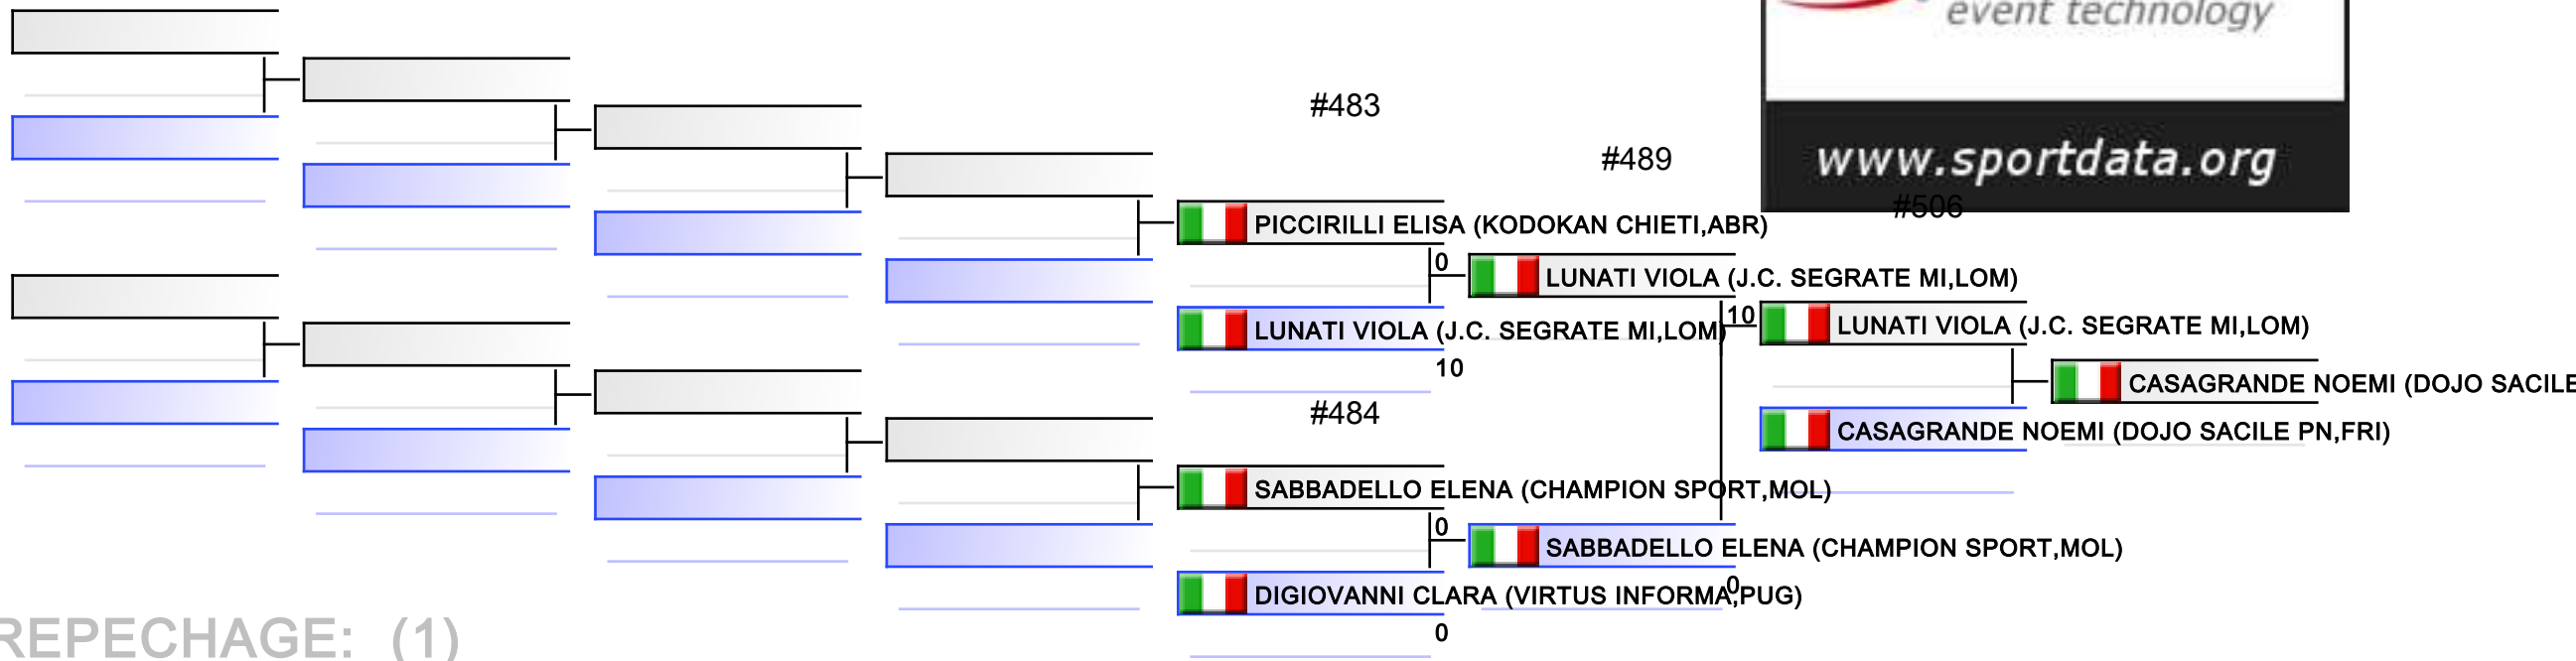 event technology
www.sportdata.org
#483
#489
#506
PICCIRILLI ELISA (KODOKAN CHIETI,ABR)
0
LUNATI VIOLA (J.C. SEGRATE MI,LOM)
10
LUNATI VIOLA (J.C. SEGRATE MI,LOM)
LUNATI VIOLA (J.C. SEGRATE MI,LOM)
10
CASAGRANDE NOEMI (DOJO SACILE
#484
CASAGRANDE NOEMI (DOJO SACILE PN,FRI)
SABBADELLO ELENA (CHAMPION SPORT,MOL)
0
SABBADELLO ELENA (CHAMPION SPORT,MOL)
0
DIGIOVANNI CLARA (VIRTUS INFORMA,PUG)
0
REPECHAGE: (1)